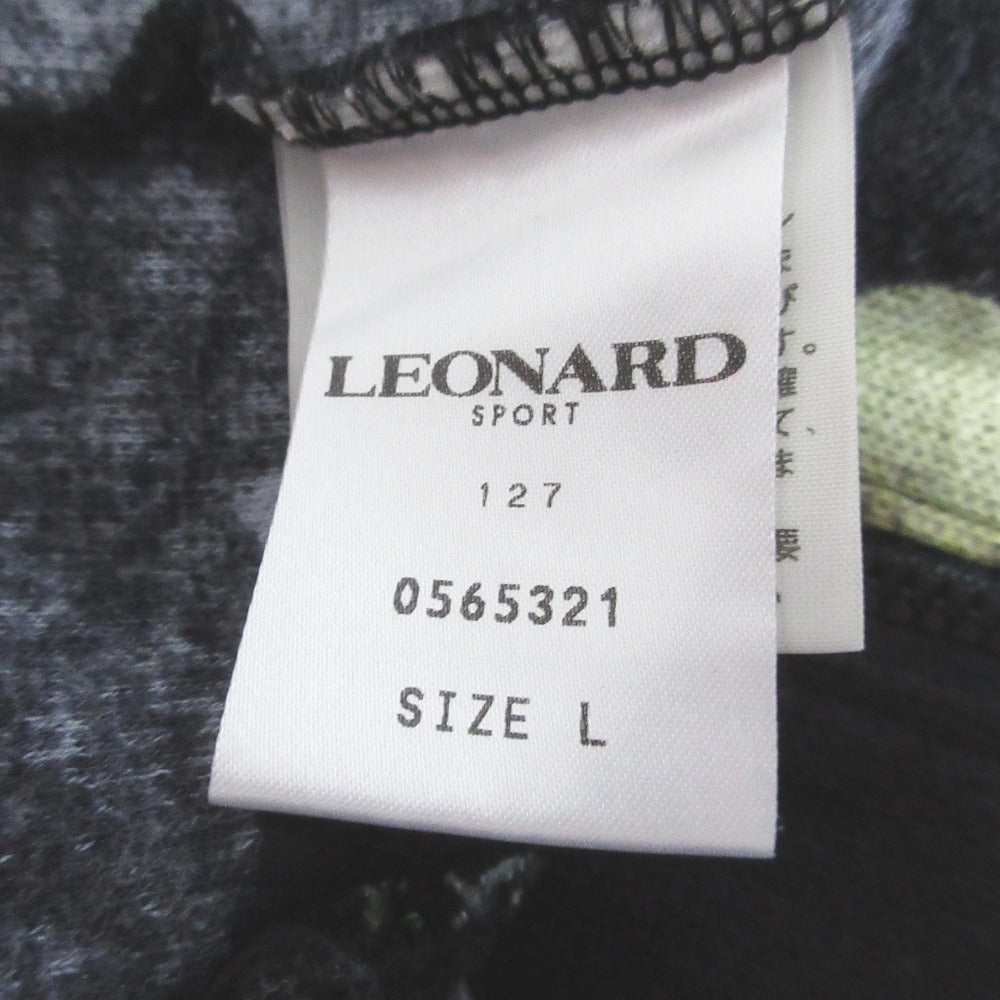 LEONARD
SPORT
127
0565321
SIZE L